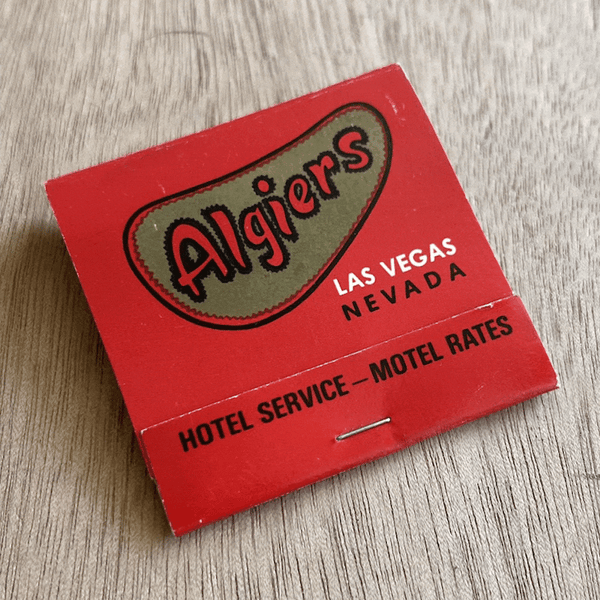 Algiers
LAS VEGAS
NEVADA
HOTEL SERVICE – MOTEL RATES